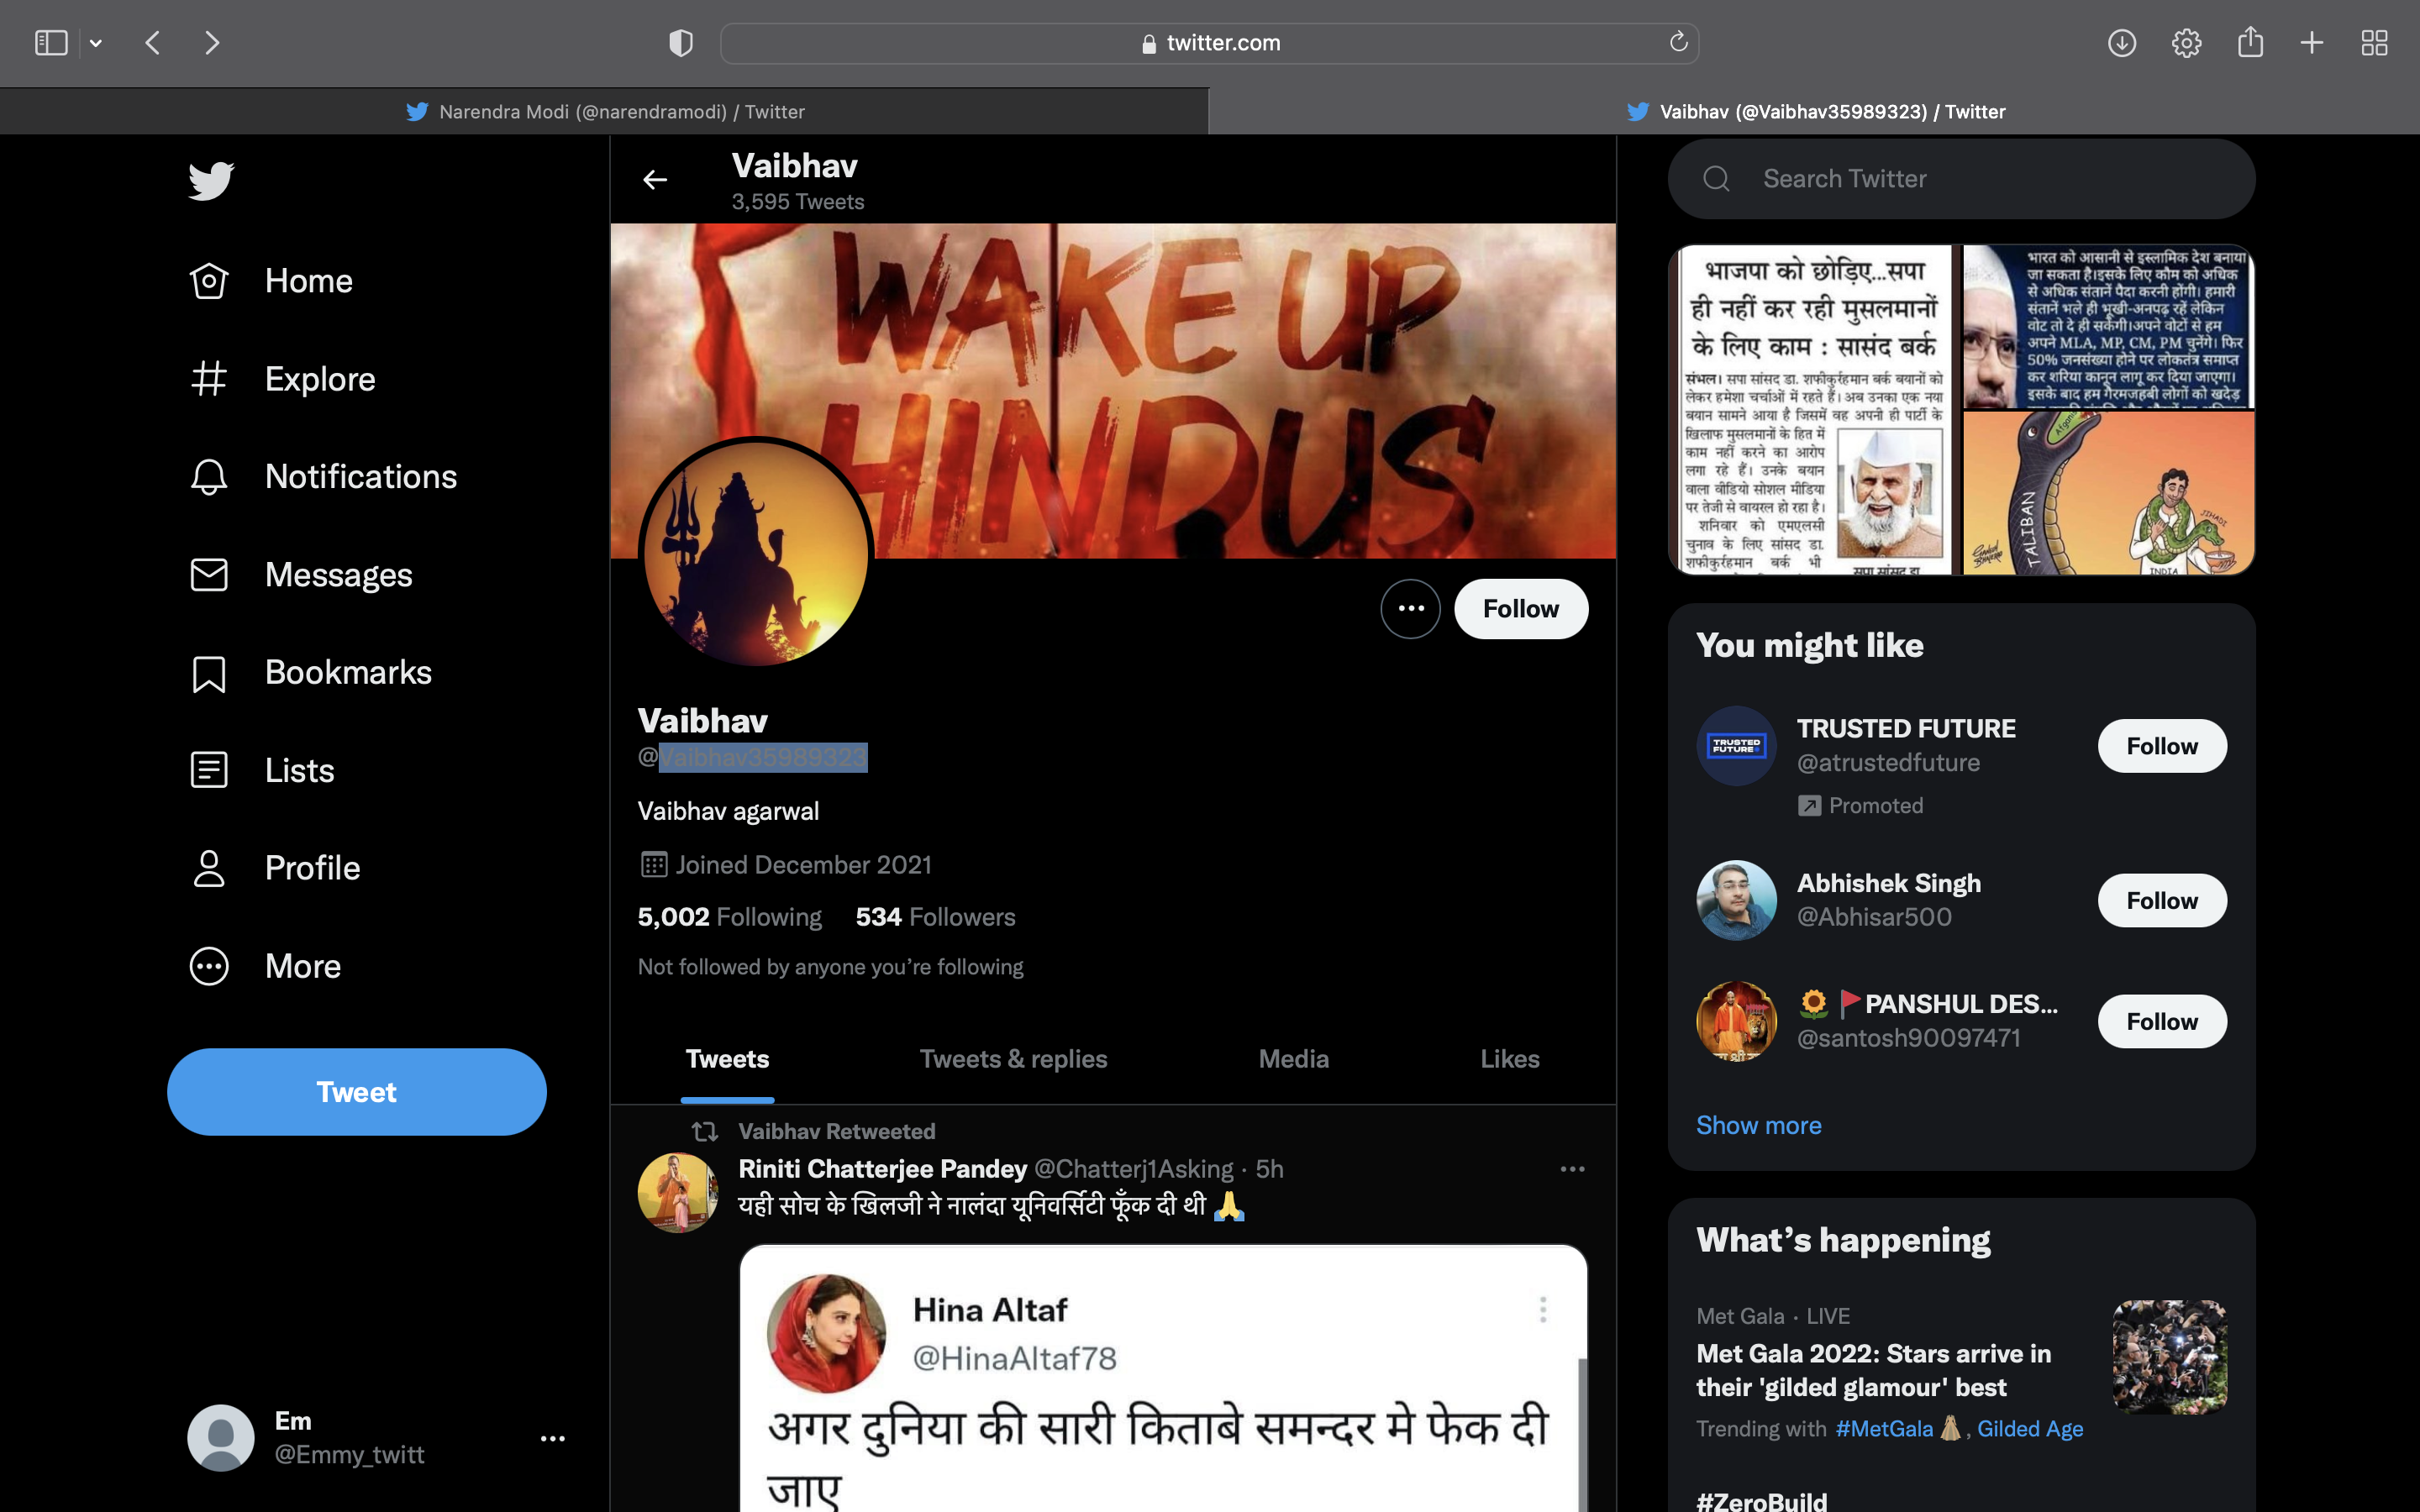 twitter.com
Narendra Modi (@narendramodi) / Twitter
Vaibhav (@Vaibhav35989323) / Twitter
Home
Explore
Notifications
Messages
Bookmarks
Lists
Profile
More
Tweet
Em
@Emmy_twitt
Vaibhav
3,595 Tweets
WAKE UP
HINDUS
Follow
Vaibhav
@Vaibhav35989323
Vaibhav agarwal
Joined December 2021
5,002 Following 534 Followers
Not followed by anyone you’re following
Tweets Tweets & replies Media Likes
Vaibhav Retweeted
Riniti Chatterjee Pandey @Chatterj1Asking · 5h
यही सोच के खिलजी ने नालंदा यूनिवर्सिटी फूँक दी थी 🙏
Hina Altaf
@HinaAltaf78
अगर दुनिया की सारी किताबे समन्दर मे फेक दी
जाए
Search Twitter
भाजपा को छोड़िए...सपा
ही नहीं कर रही मुसलमानों
के लिए काम : सासंद बर्क
संभल। सपा सांसद डा. शफीकुर्रहमान बर्क बयानों को
लेकर हमेशा चर्चाओं में रहते हैं। अब उनका एक नया
बयान सामने आया है जिसमें वह अपनी ही पार्टी के
खिलाफ मुसलमानों के हित में
काम नहीं करने का आरोप
लगा रहे हैं। उनके बयान
वाला वीडियो सोशल मीडिया
पर तेजी से वायरल हो रहा है।
शनिवार को एमएलसी
चुनाव के लिए सांसद डा.
शफीकुर्रहमान बर्क भी
सपा सांसद डा
भारत को आसानी से इस्लामिक देश बनाया
जा सकता है।इसके लिए कौम को अधिक
से अधिक संतानें पैदा करनी होंगी। हमारी
संतानें भले ही भूखी-अनपढ़ रहें लेकिन
वोट तो दे ही सकेंगी।अपने वोटों से हम
अपने MLA, MP, CM, PM चुनेंगे। फिर
50% जनसंख्या होने पर लोकतंत्र समाप्त
कर शरिया कानून लागू कर दिया जाएगा।
इसके बाद हम गैरमजहबी लोगों को खदेड़
TALIBAN
JIHADI
INDIA
You might like
TRUSTED FUTURE
@atrustedfuture
Promoted
Follow
TRUSTED
FUTURE
Abhishek Singh
@Abhisar500
Follow
🌻🚩PANSHUL DES...
@santosh90097471
Follow
Show more
What’s happening
Met Gala · LIVE
Met Gala 2022: Stars arrive in
their 'gilded glamour' best
Trending with #MetGala, Gilded Age
#ZeroBuild